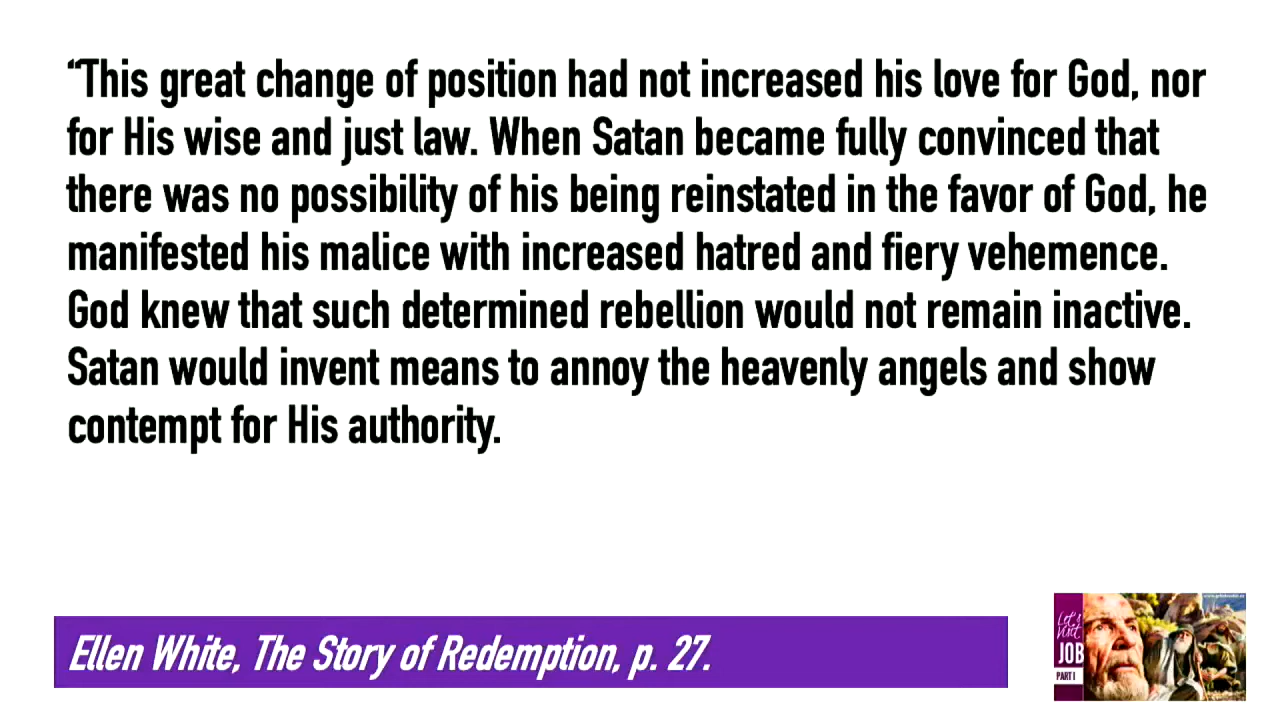 “This great change of position had not increased his love for God, nor
for His wise and just law. When Satan became fully convinced that
there was no possibility of his being reinstated in the favor of God, he
manifested his malice with increased hatred and fiery vehemence.
God knew that such determined rebellion would not remain inactive.
Satan would invent means to annoy the heavenly angels and show
contempt for His authority.
Ellen White, The Story of Redemption, p. 27.
Let's
Visit
JOB
PART I